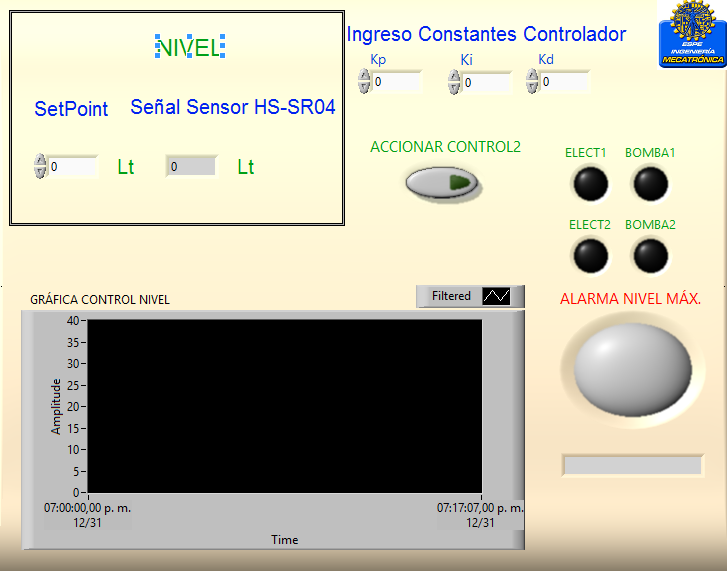 NIVEL
Ingreso Constantes Controlador
Kp
Ki
Kd
0
0
0
ESPE
INGENIERÍA
MECATRONICA
SetPoint
Señal Sensor HS-SR04
0
Lt
0
Lt
ACCIONAR CONTROL2
ELECT1
BOMBA1
ELECT2
BOMBA2
ALARMA NIVEL MÁX.
GRÁFICA CONTROL NIVEL
Filtered
40
35
30
25
20
15
10
5
0
Amplitude
07:00:00,00 p. m.
12/31
07:17:07,00 p. m.
12/31
Time